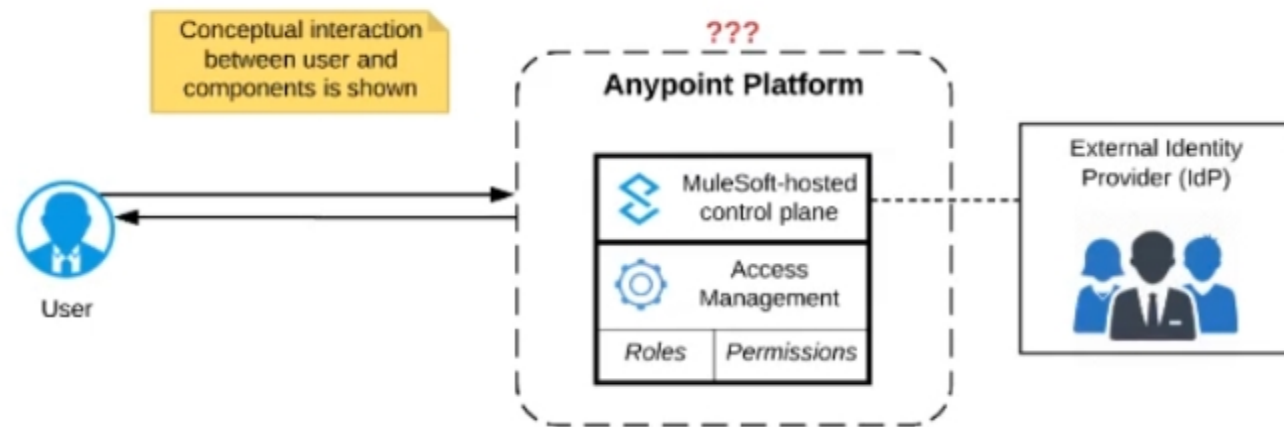 Conceptual interaction
between user and
components is shown
???
Anypoint Platform
MuleSoft-hosted
control plane
Access
Management
Roles
Permissions
User
External Identity
Provider (IdP)